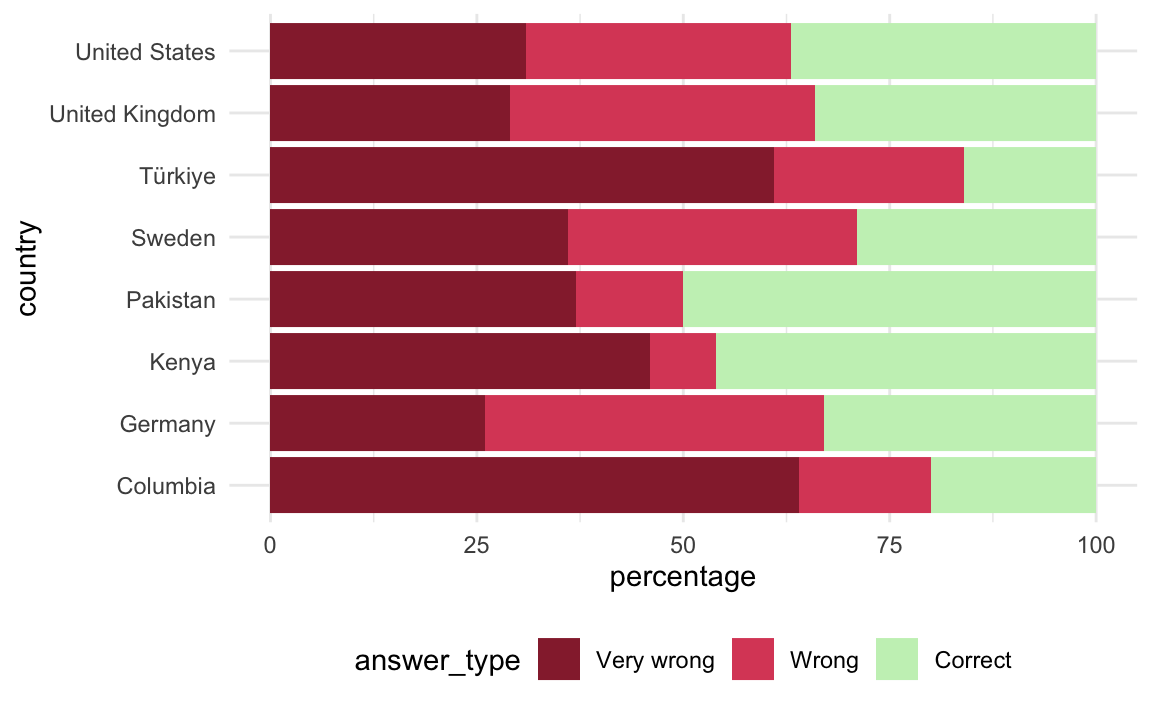 United States
United Kingdom
Türkiye
Sweden
Pakistan
Kenya
Germany
Columbia
country
0 25 50 75 100
percentage
answer_type Very wrong Wrong Correct